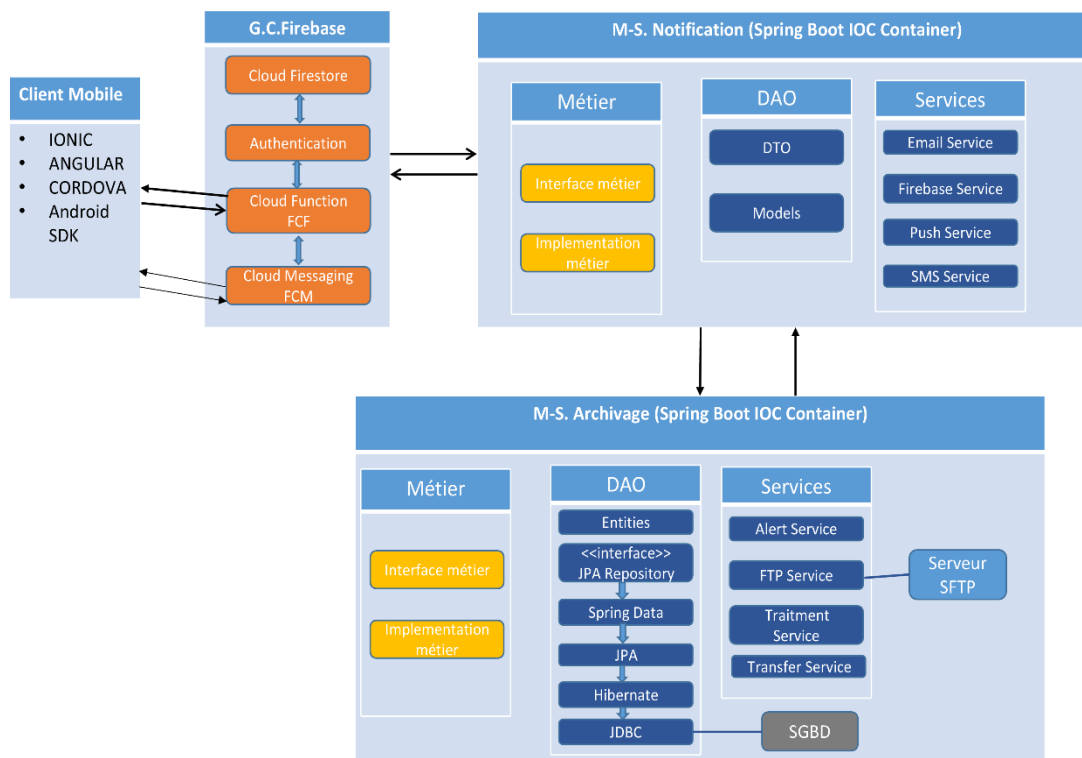 G.C.Firebase
Cloud Firestore
Authentication
Cloud Function
FCF
Cloud Messaging
FCM
Client Mobile
• IONIC
• ANGULAR
• CORDOVA
• Android
SDK
M-S. Notification (Spring Boot IOC Container)
Métier
Interface métier
Implementation
métier
DAO
DTO
Models
Services
Email Service
Firebase Service
Push Service
SMS Service
M-S. Archivage (Spring Boot IOC Container)
Métier
Interface métier
Implementation
métier
DAO
Entities
<<interface>>
JPA Repository
Spring Data
JPA
Hibernate
JDBC
Services
Alert Service
FTP Service
Traitment
Service
Transfer Service
Serveur
SFTP
SGBD